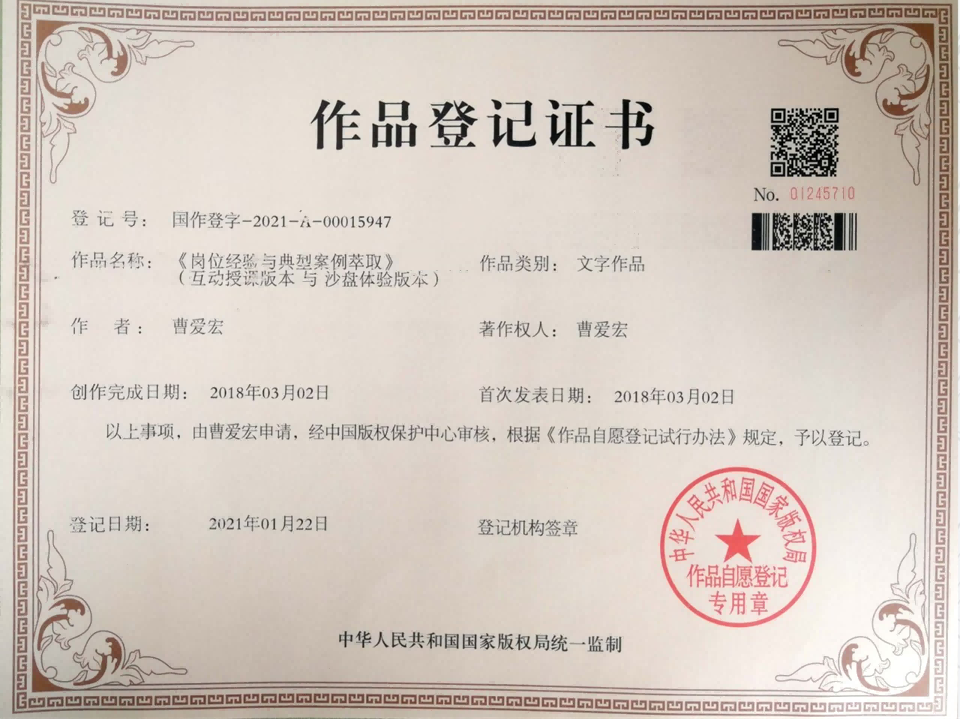 作品登记证书
No. 01245710
登 记 号： 国作登字-2021-A-00015947
作品名称： 《岗位经验与典型案例萃取》
（互动授课版本 与 沙盘体验版本）
作品类别： 文字作品
作 者： 曹爱宏
著作权人： 曹爱宏
创作完成日期： 2018年03月02日
首次发表日期： 2018年03月02日
以上事项，由曹爱宏申请，经中国版权保护中心审核，根据《作品自愿登记试行办法》规定，予以登记。
登记日期： 2021年01月22日
登记机构签章
中华人民共和国国家版权局
作品自愿登记
专用章
中华人民共和国国家版权局统一监制